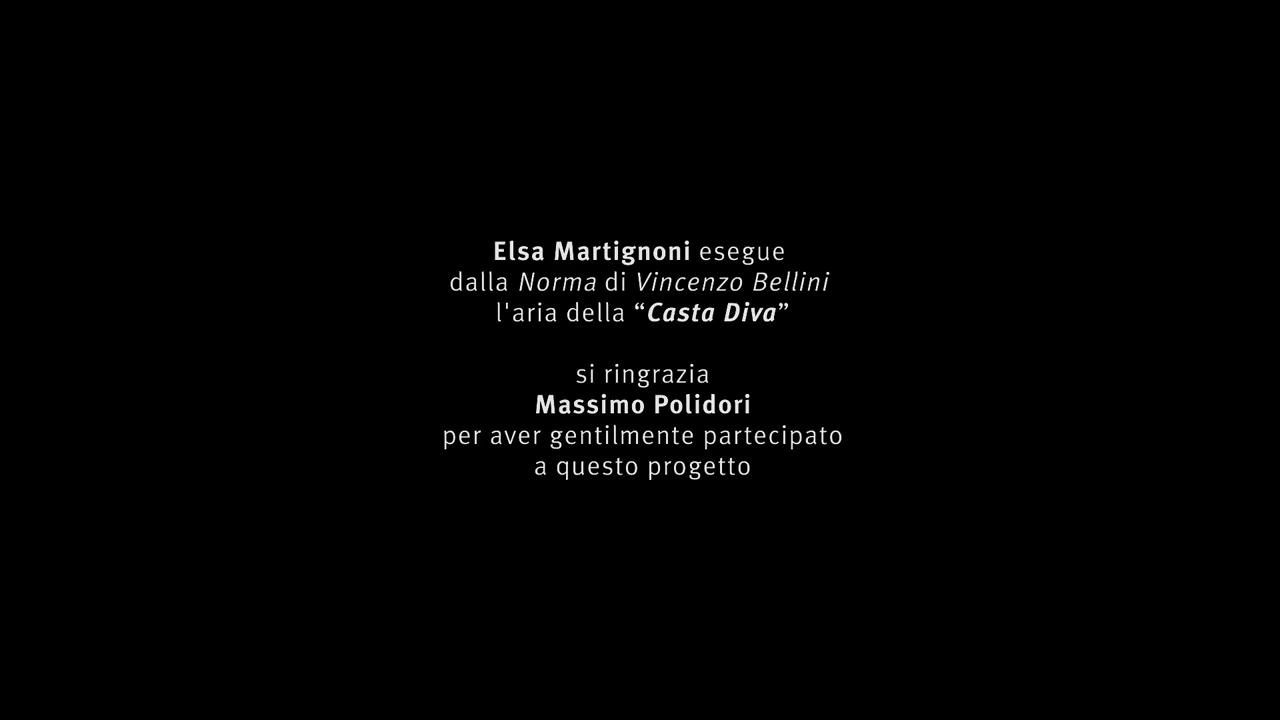 Elsa Martignoni esegue
dalla Norma di Vincenzo Bellini
l'aria della “Casta Diva”
si ringrazia
Massimo Polidori
per aver gentilmente partecipato
a questo progetto